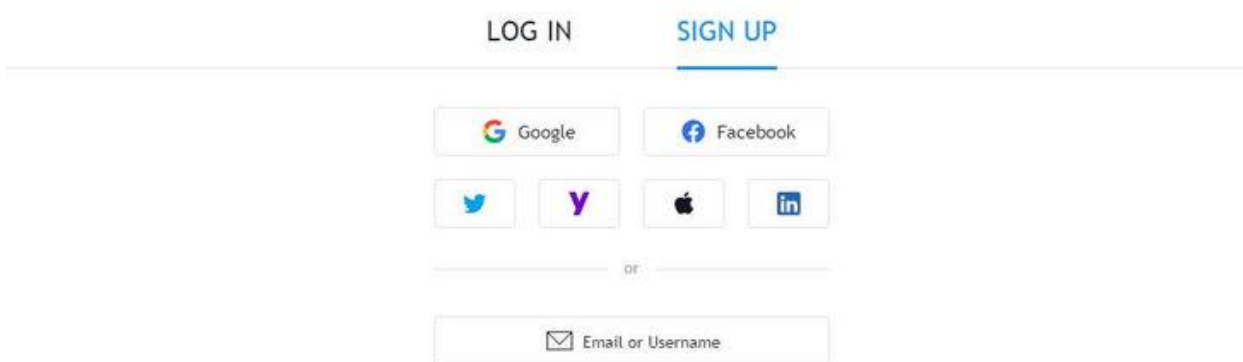 LOG IN SIGN UP
Google Facebook
or
Email or Username